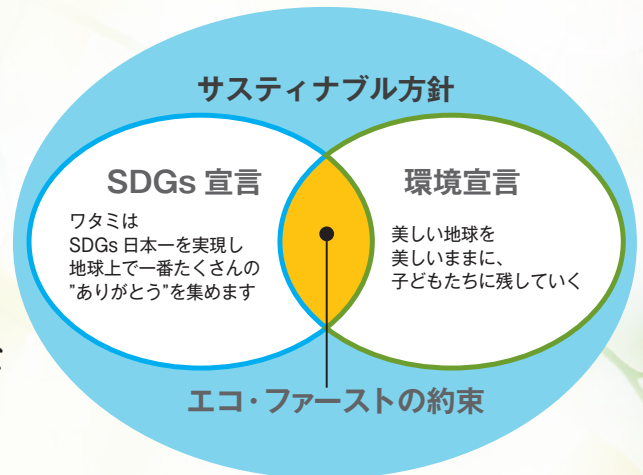 サスティナブル方針
SDGs 宣言
ワタミは
SDGs 日本一を実現し
地球上で一番たくさんの
”ありがとう”を集めます
環境宣言
美しい地球を
美しいままに、
子どもたちに残していく
エコ・ファーストの約束